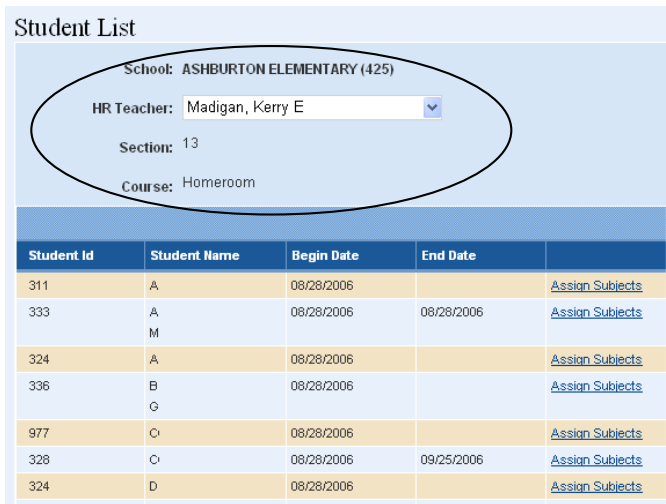 Student List
School: ASHBURTON ELEMENTARY (425)
HR Teacher: Madigan, Kerry E
Section: 13
Course: Homeroom
Student Id Student Name Begin Date End Date
311 A 08/28/2006 Assign Subjects
333 A 08/28/2006 08/28/2006 Assign Subjects
M
324 A 08/28/2006 Assign Subjects
336 B 08/28/2006 Assign Subjects
G
977 C 08/28/2006 Assign Subjects
328 C 08/28/2006 09/25/2006 Assign Subjects
324 D 08/28/2006 Assign Subjects